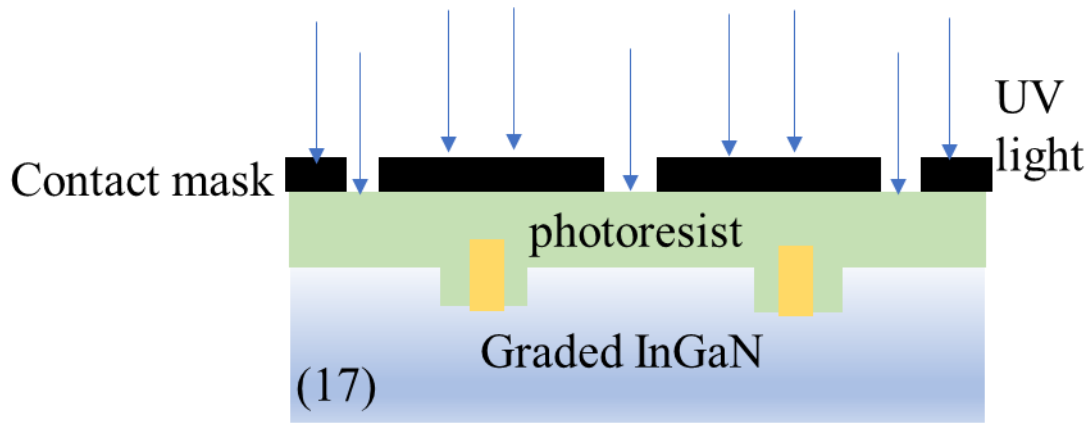 UV
light
Contact mask
photoresist
Graded InGaN
(17)